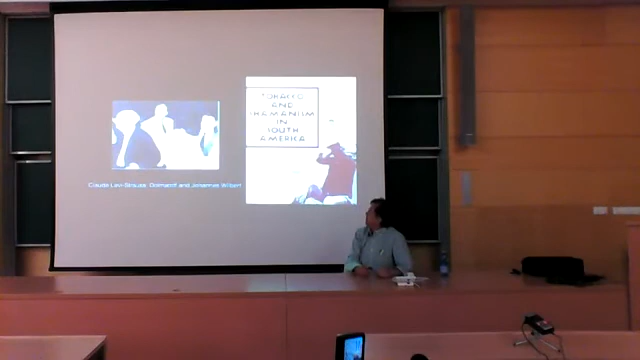 Claude Levi-Strauss, Dolmatoff and Johannes Wilbert
TOBACCO
AND
SHAMANISM
IN
SOUTH
AMERICA